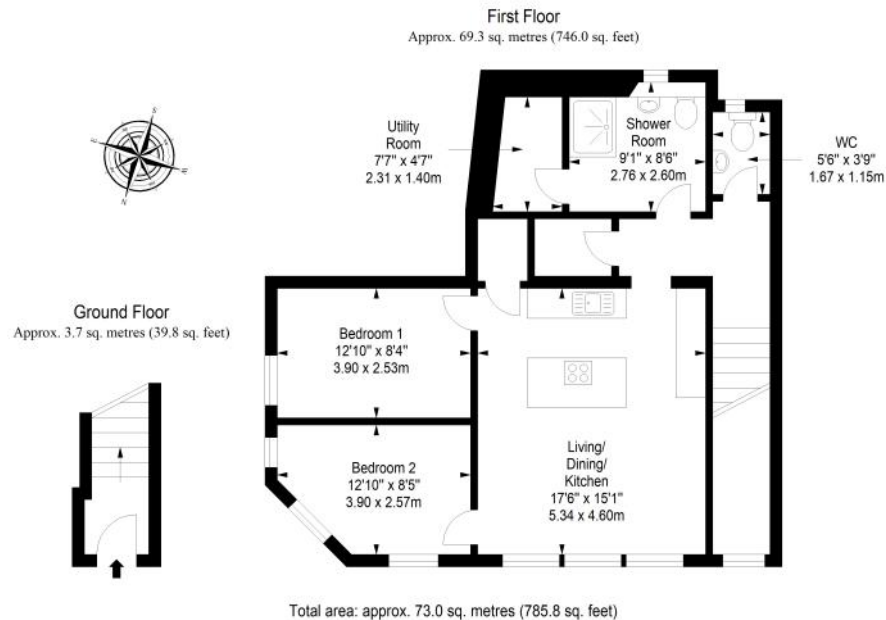 First Floor
Approx. 69.3 sq. metres (746.0 sq. feet)
S
E
W
N
Utility
Room
7'7" x 4'7"
2.31 x 1.40m
Shower
Room
9'1" x 8'6"
2.76 x 2.60m
WC
5'6" x 3'9"
1.67 x 1.15m
Ground Floor
Approx. 3.7 sq. metres (39.8 sq. feet)
Bedroom 1
12'10" x 8'4"
3.90 x 2.53m
Bedroom 2
12'10" x 8'5"
3.90 x 2.57m
Living/
Dining/
Kitchen
17'6" x 15'1"
5.34 x 4.60m
Total area: approx. 73.0 sq. metres (785.8 sq. feet)